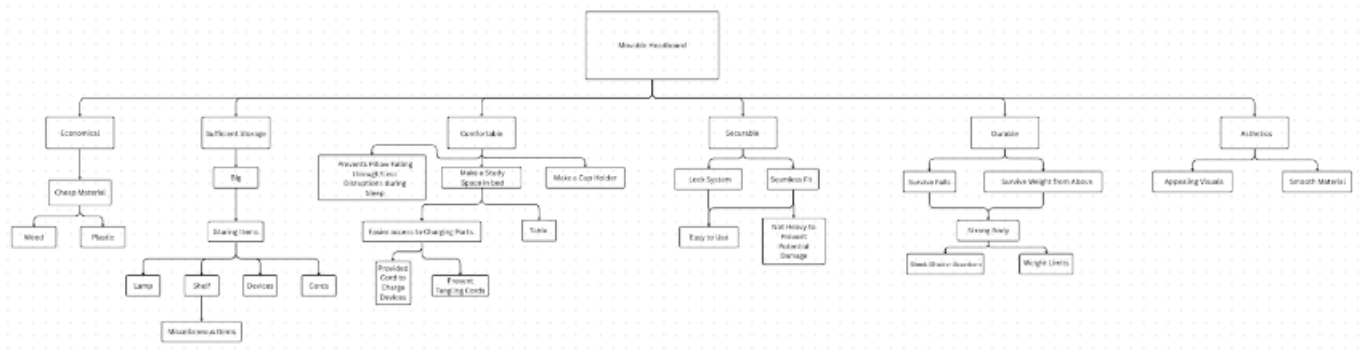 Movable Headboard
Economical
Sufficient Storage
Comfortable
Securable
Durable
Asthetics
Cheap Material
Wood
Plastic
Big
Storing Items
Lamp
Shelf
Devices
Cords
Miscellaneous Items
Prevents Pillow Falling
through/Less
Disruptions during
Sleep
Make a Study
Space in bed
Make a Cup Holder
Easier access to Charging Ports
Table
Provided
Cord to
Charge
Devices
Prevent
Tangling Cords
Lock System
Seamless Fit
Easy to Use
Not Heavy to
Prevent
Potential
Damage
Survive Falls
Survive Weight from Above
Strong Body
Weight Limits
Appealing Visuals
Smooth Material